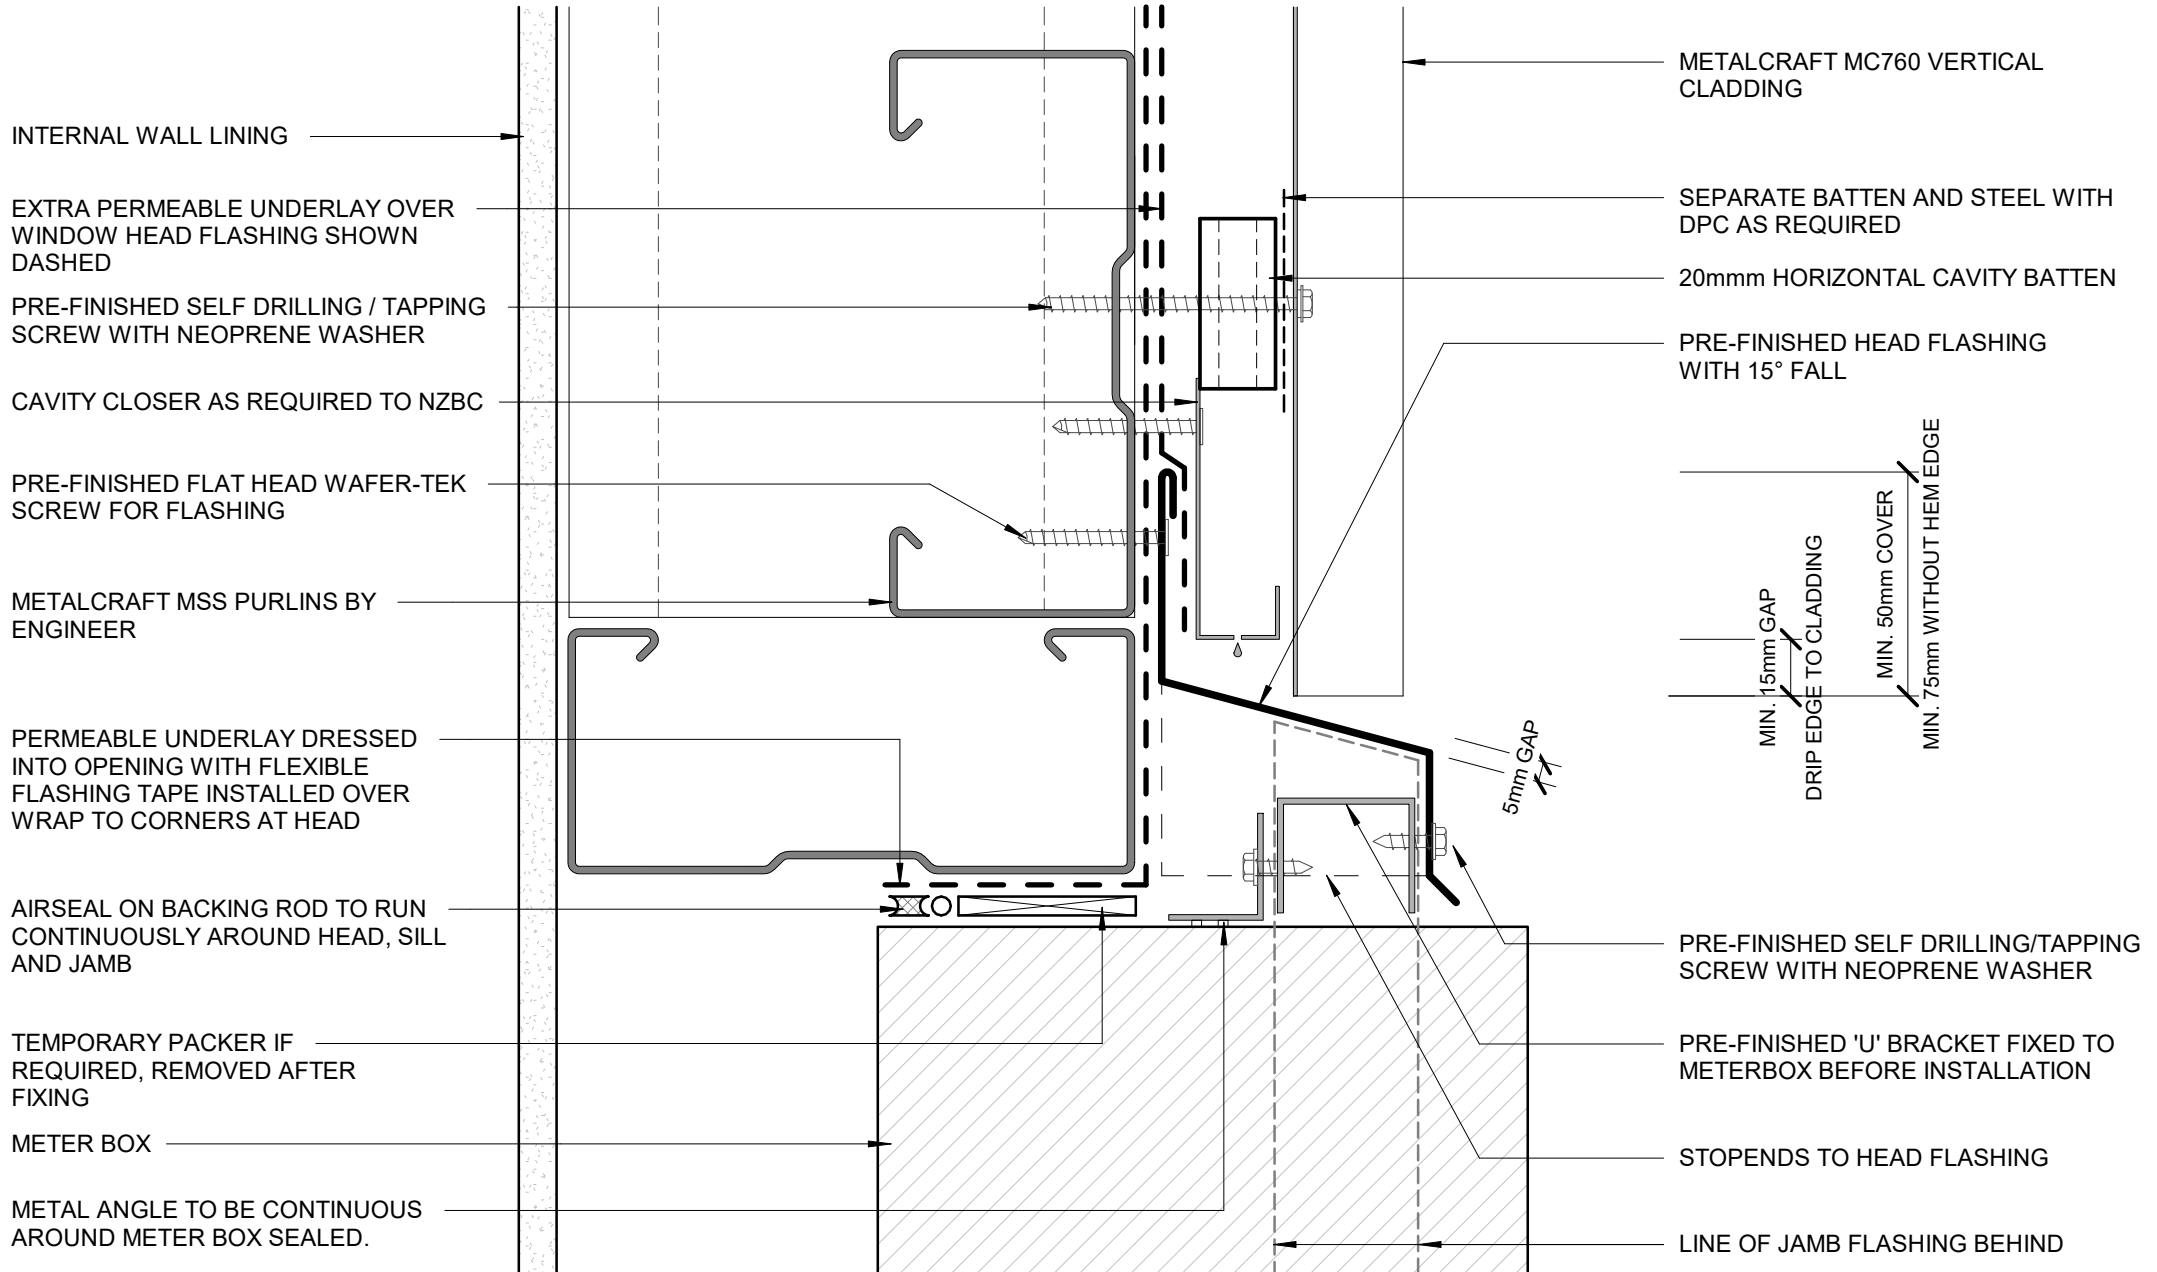 INTERNAL WALL LINING
EXTRA PERMEABLE UNDERLAY OVER
WINDOW HEAD FLASHING SHOWN
DASHED
PRE-FINISHED SELF DRILLING / TAPPING
SCREW WITH NEOPRENE WASHER
CAVITY CLOSER AS REQUIRED TO NZBC
PRE-FINISHED FLAT HEAD WAFER-TEK
SCREW FOR FLASHING
METALCRAFT MSS PURLINS BY
ENGINEER
PERMEABLE UNDERLAY DRESSED
INTO OPENING WITH FLEXIBLE
FLASHING TAPE INSTALLED OVER
WRAP TO CORNERS AT HEAD
AIRSEAL ON BACKING ROD TO RUN
CONTINUOUSLY AROUND HEAD, SILL
AND JAMB
TEMPORARY PACKER IF
REQUIRED, REMOVED AFTER
FIXING
METER BOX
METAL ANGLE TO BE CONTINUOUS
AROUND METER BOX SEALED.
METALCRAFT MC760 VERTICAL
CLADDING
SEPARATE BATTEN AND STEEL WITH
DPC AS REQUIRED
20mmm HORIZONTAL CAVITY BATTEN
PRE-FINISHED HEAD FLASHING
WITH 15° FALL
5mm GAP
MIN. 15mm GAP
DRIP EDGE TO CLADDING
MIN. 50mm COVER
MIN. 75mm WITHOUT HEM EDGE
PRE-FINISHED SELF DRILLING/TAPPING
SCREW WITH NEOPRENE WASHER
PRE-FINISHED 'U' BRACKET FIXED TO
METERBOX BEFORE INSTALLATION
STOPENDS TO HEAD FLASHING
LINE OF JAMB FLASHING BEHIND